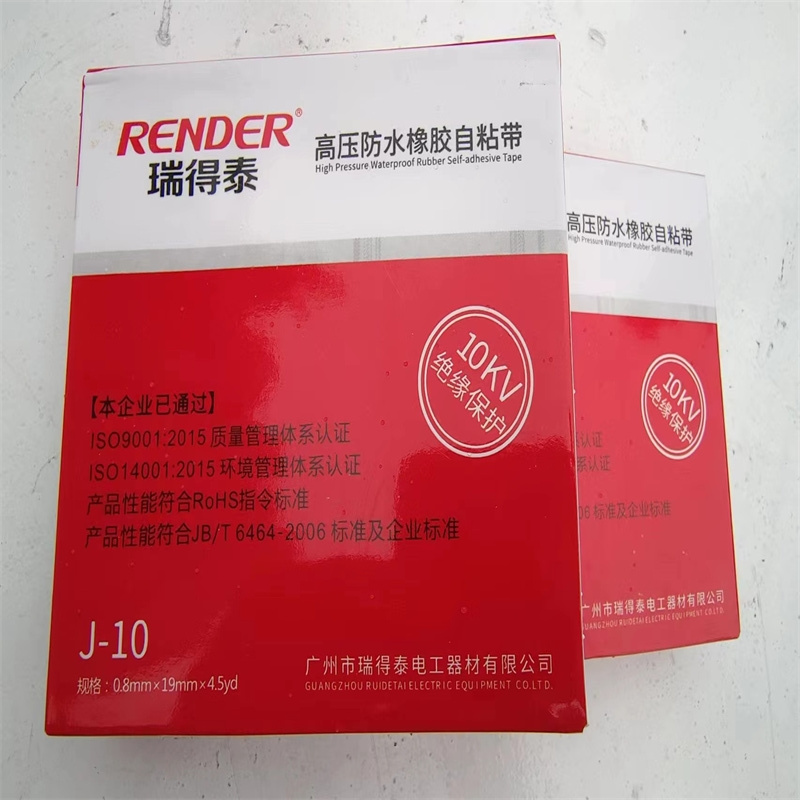 RENDER®
瑞得泰
高压防水橡胶自粘带
High Pressure Waterproof Rubber Self-adhesive Tape
10KV
绝缘保护
【本企业已通过】
ISO9001:2015 质量管理体系认证
ISO14001:2015 环境管理体系认证
产品性能符合RoHS指令标准
产品性能符合JB/T 6464-2006 标准及企业标准
J-10
规格：0.8mm×19mm×4.5yd
广州市瑞得泰电工器材有限公司
GUANGZHOU RUIDETAI ELECTRIC EQUIPMENT CO.LTD.
高压防水橡胶自粘带
High Pressure Waterproof Rubber Self-adhesive Tape
10KV
绝缘保护
系认证
06 标准及企业标准
广州市瑞得泰电工器材有限公司
GUANGZHOU RUIDETAI ELECTRIC EQUIPMENT CO.LTD.